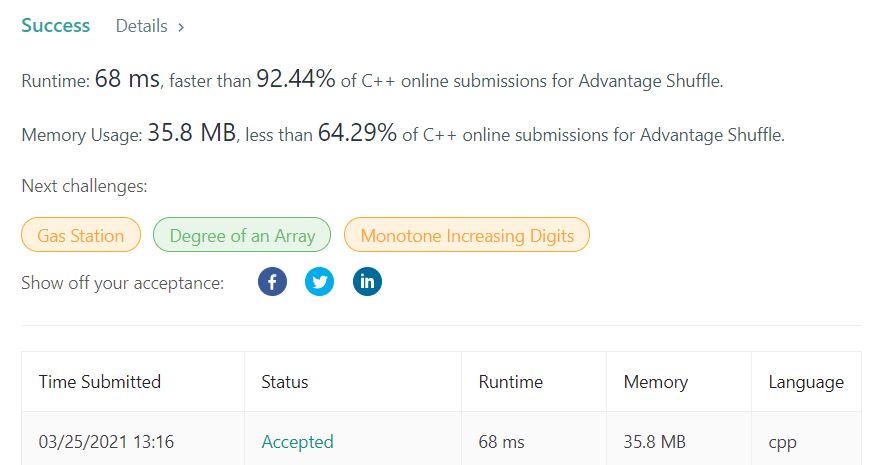 Success Details >
Runtime: 68 ms, faster than 92.44% of C++ online submissions for Advantage Shuffle.
Memory Usage: 35.8 MB, less than 64.29% of C++ online submissions for Advantage Shuffle.
Next challenges:
Gas Station Degree of an Array Monotone Increasing Digits
Show off your acceptance: f in
Time Submitted Status Runtime Memory Language
03/25/2021 13:16 Accepted 68 ms 35.8 MB cpp